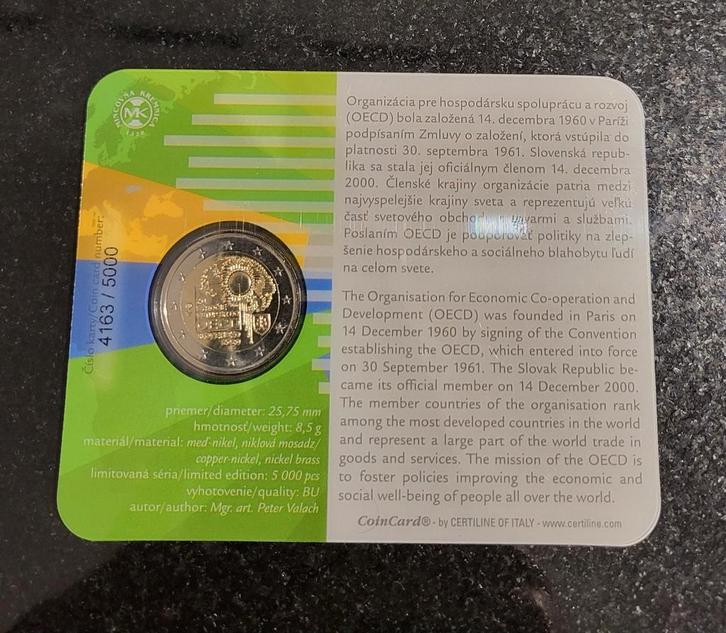 MINCOVŇA KREMNICA
MK
1328
Číslo karty/Coin card number:
4163 / 5000
OECD
priemer/diameter: 25,75 mm
hmotnosť/weight: 8,5 g
materiál/material: meď-nikel, niklová mosadz/
copper-nickel, nickel brass
limitovaná séria/limited edition: 5 000 pcs
vyhotovenie/quality: BU
autor/author: Mgr. art. Peter Valach
Organizácia pre hospodársku spoluprácu a rozvoj
(OECD) bola založená 14. decembra 1960 v Paríži
podpísaním Zmluvy o založení, ktorá vstúpila do
platnosti 30. septembra 1961. Slovenská repub-
lika sa stala jej oficiálnym členom 14. decembra
2000. Členské krajiny organizácie patria medzi
najvyspelejšie krajiny sveta a reprezentujú veľkú
časť svetového obchodu tovarmi a službami.
Poslaním OECD je podporovať politiky na zlep-
šenie hospodárskeho a sociálneho blahobytu ľudí
na celom svete.
The Organisation for Economic Co-operation and
Development (OECD) was founded in Paris on
14 December 1960 by signing of the Convention
establishing the OECD, which entered into force
on 30 September 1961. The Slovak Republic be-
came its official member on 14 December 2000.
The member countries of the organisation rank
among the most developed countries in the world
and represent a large part of the world trade in
goods and services. The mission of the OECD is
to foster policies improving the economic and
social well-being of people all over the world.
CoinCard® - by CERTILINE OF ITALY - www.certiline.com